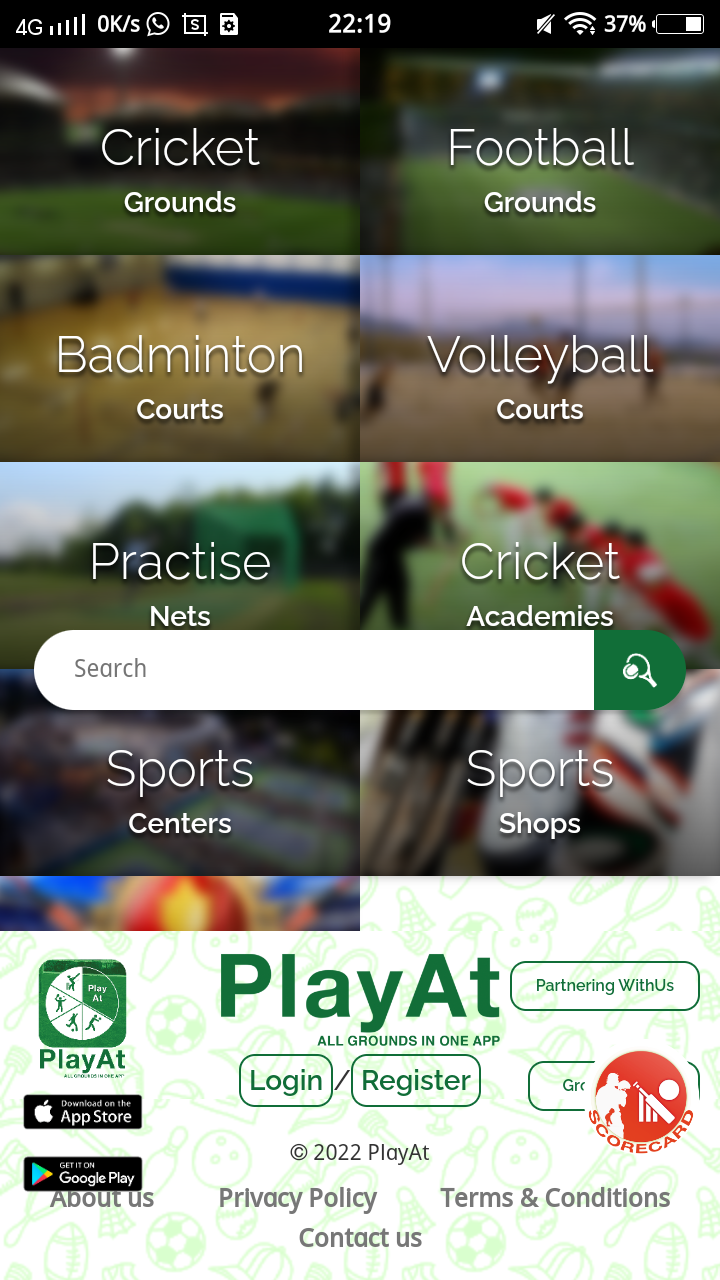 4G 0K/s S 22:19 37%
Cricket
Grounds
Football
Grounds
Badminton
Courts
Volleyball
Courts
Practise
Nets
Cricket
Academies
Search
Sports
Centers
Sports
Shops
Play
At
PlayAt
ALL GROUNDS IN ONE APP
PlayAt
ALL GROUNDS IN ONE APP
Partnering WithUs
Login / Register
SCORECARD
Download on the
App Store
GET IT ON
Google Play
© 2022 PlayAt
About us
Privacy Policy
Terms & Conditions
Contact us